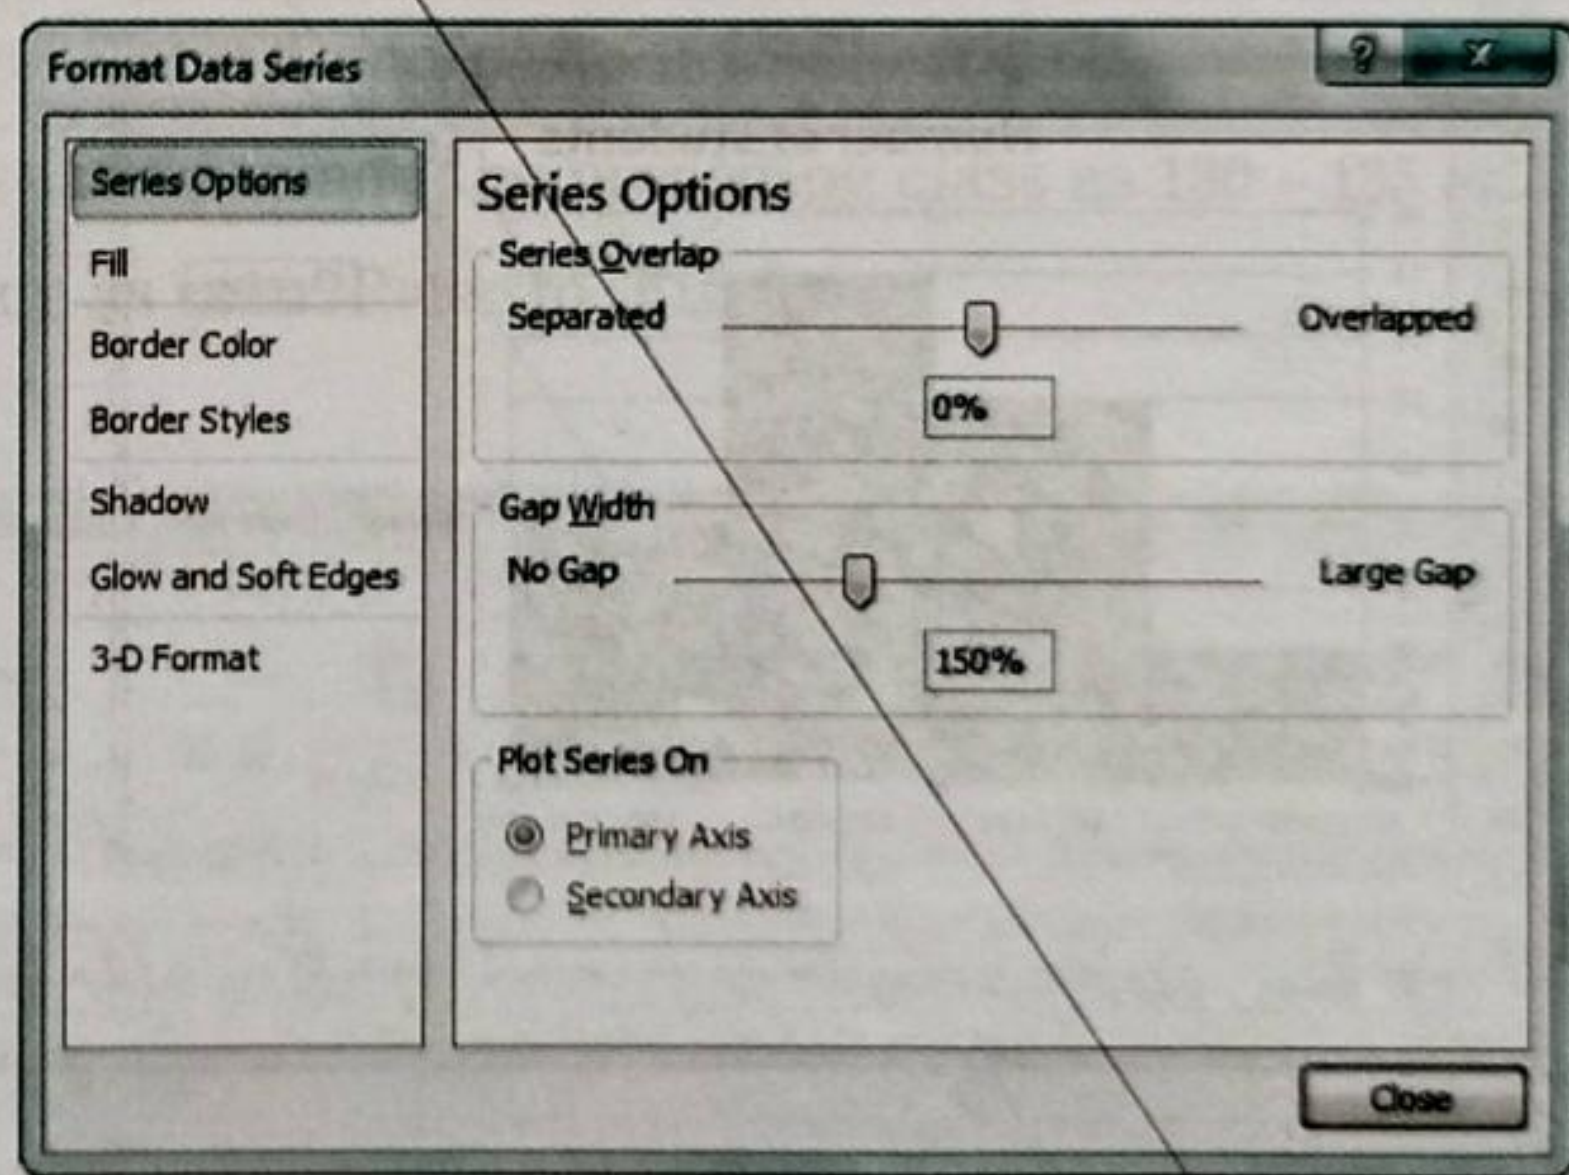 Format Data Series
Series Options
Fill
Border Color
Border Styles
Shadow
Glow and Soft Edges
3-D Format
Series Options
Series Overlap
Separated Overlapped
0%
Gap Width
No Gap Large Gap
150%
Plot Series On
Primary Axis
Secondary Axis
Close